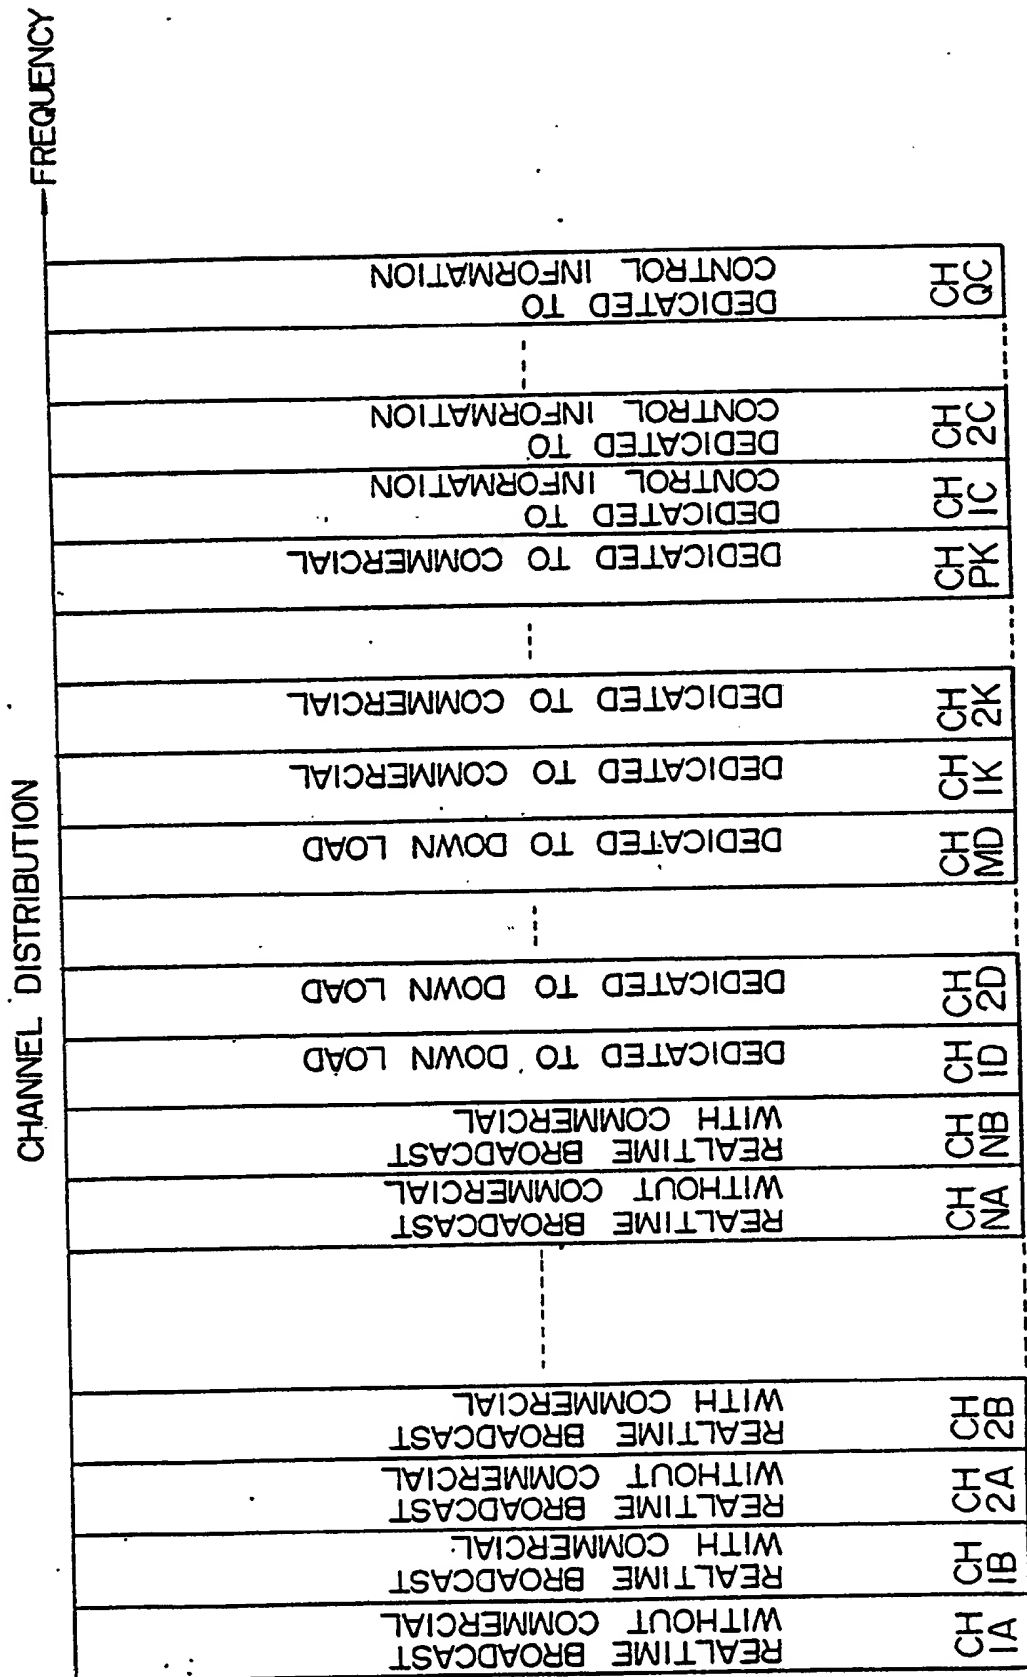 CHANNEL DISTRIBUTION
FREQUENCY
REALTIME BROADCAST
WITHOUT COMMERCIAL
CH
1A
REALTIME BROADCAST
WITH COMMERCIAL
CH
1B
REALTIME BROADCAST
WITHOUT COMMERCIAL
CH
2A
REALTIME BROADCAST
WITH COMMERCIAL
CH
2B
REALTIME BROADCAST
WITHOUT COMMERCIAL
CH
NA
REALTIME BROADCAST
WITH COMMERCIAL
CH
NB
DEDICATED TO DOWN LOAD
CH
1D
DEDICATED TO DOWN LOAD
CH
2D
DEDICATED TO DOWN LOAD
CH
MD
DEDICATED TO COMMERCIAL
CH
1K
DEDICATED TO COMMERCIAL
CH
2K
DEDICATED TO COMMERCIAL
CH
PK
DEDICATED TO
CONTROL INFORMATION
CH
1C
DEDICATED TO
CONTROL INFORMATION
CH
2C
DEDICATED TO
CONTROL INFORMATION
CH
QC